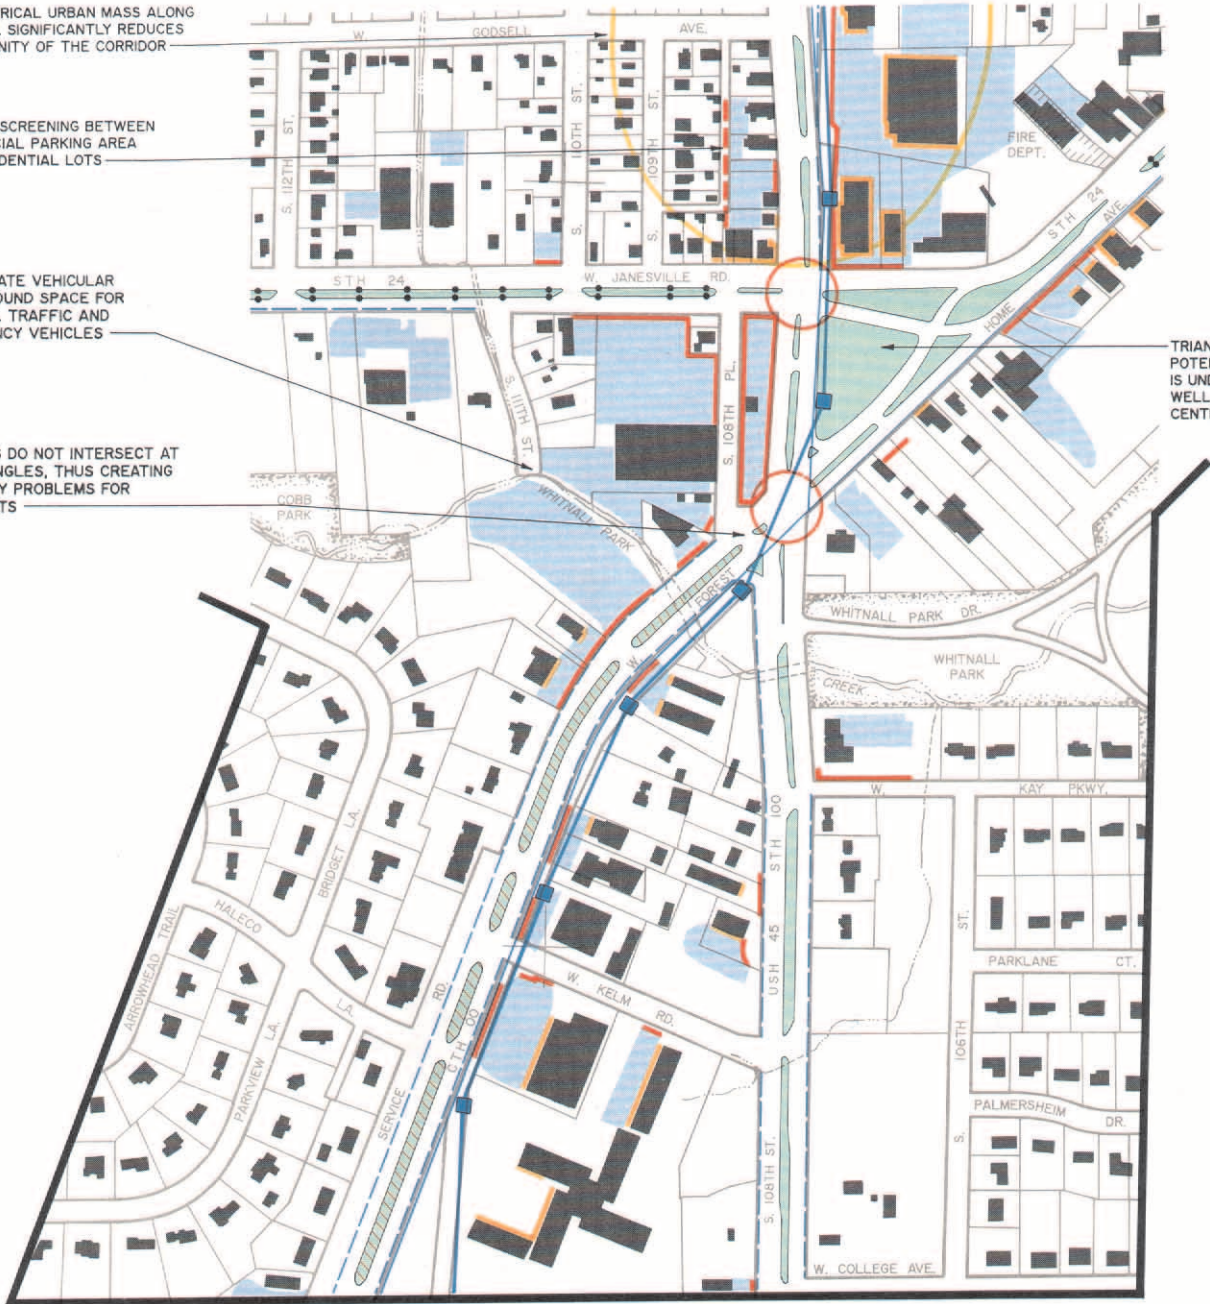 RICAL URBAN MASS ALONG
SIGNIFICANTLY REDUCES
NITY OF THE CORRIDOR
W. GODSELL AVE.
SCREENING BETWEEN
CIAL PARKING AREA
DENTIAL LOTS
S. 112TH ST.
S. 110TH ST.
S. 109TH ST.
FIRE
DEPT.
STH 24
HOME AVE.
ATE VEHICULAR
OUND SPACE FOR
TRAFFIC AND
NCY VEHICLES
STH 24
W. JANESVILLE RD.
S. 111TH ST.
S. 108TH PL.
TRIAN
POTE
IS UND
WELL
CENT
S DO NOT INTERSECT AT
NGLES, THUS CREATING
Y PROBLEMS FOR
TS
COBB
PARK
WHITNALL PARK
W. FOREST
WHITNALL PARK DR.
WHITNALL
PARK
CREEK
W. KAY PKWY.
BRIDGET LA.
USH 45 STH 100
ARROWHEAD TRAIL
HALECO LA.
PARKVIEW LA.
SERVICE RD.
CTH OO
W. KELM
RD.
S. 106TH ST.
PARKLANE CT.
PALMERSHEIM DR.
S. 108TH ST.
W. COLLEGE AVE.